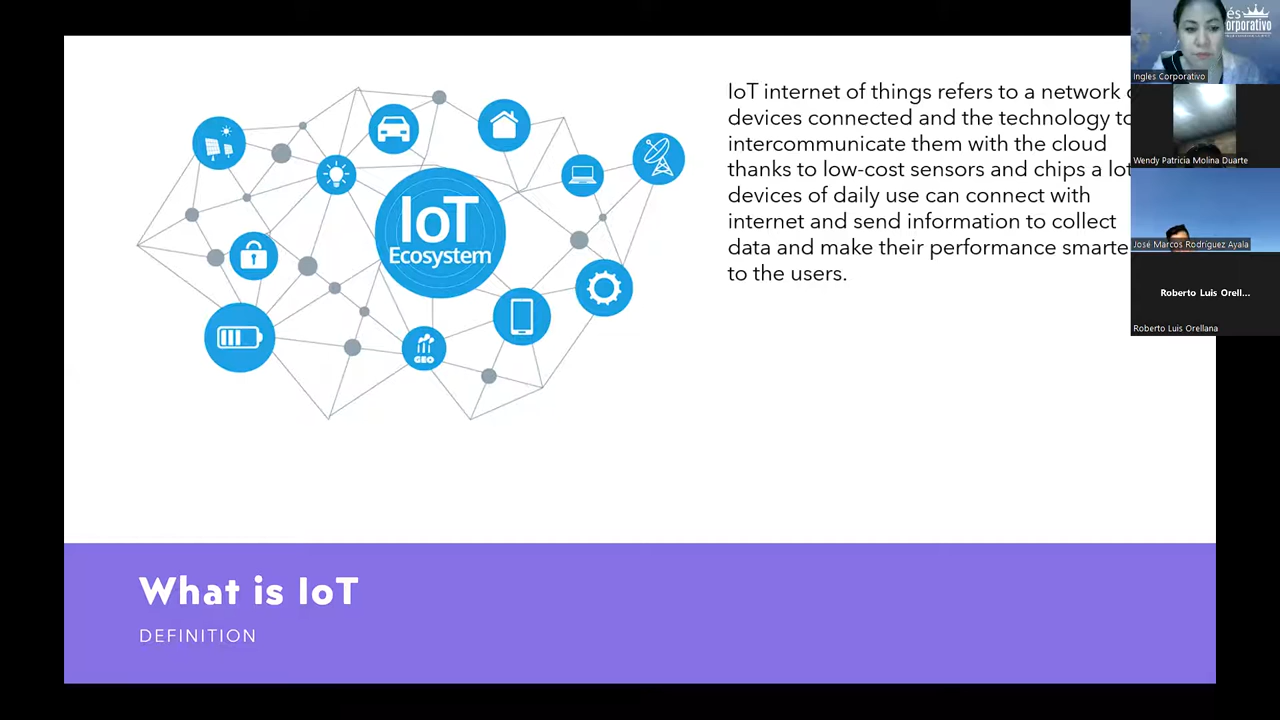 IoT
Ecosystem
GEO
IoT internet of things refers to a network
devices connected and the technology to
intercommunicate them with the cloud
thanks to low-cost sensors and chips a lot
devices of daily use can connect with
internet and send information to collect
data and make their performance smarte
to the users.
What is IoT
DEFINITION
és
orporativo
Ingles Corporativo
Wendy Patricia Molina Duarte
José Marcos Rodríguez Ayala
Roberto Luis Orell...
Roberto Luis Orellana